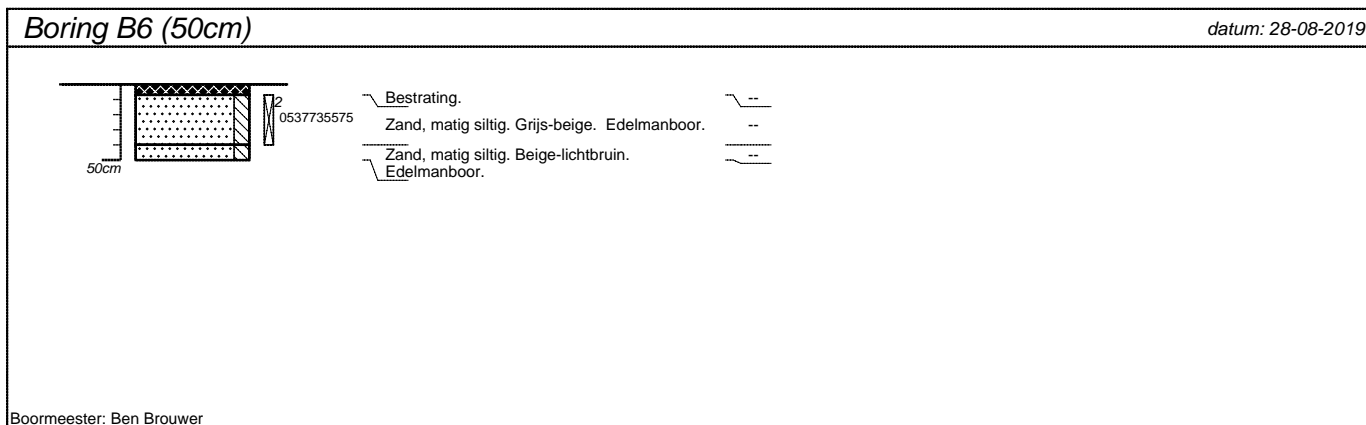 Boring B6 (50cm)
datum: 28-08-2019
Bestrating. --
2
0537735575
Zand, matig siltig. Grijs-beige. Edelmanboor. --
Zand, matig siltig. Beige-lichtbruin. --
50cm
Edelmanboor.
Boormeester: Ben Brouwer